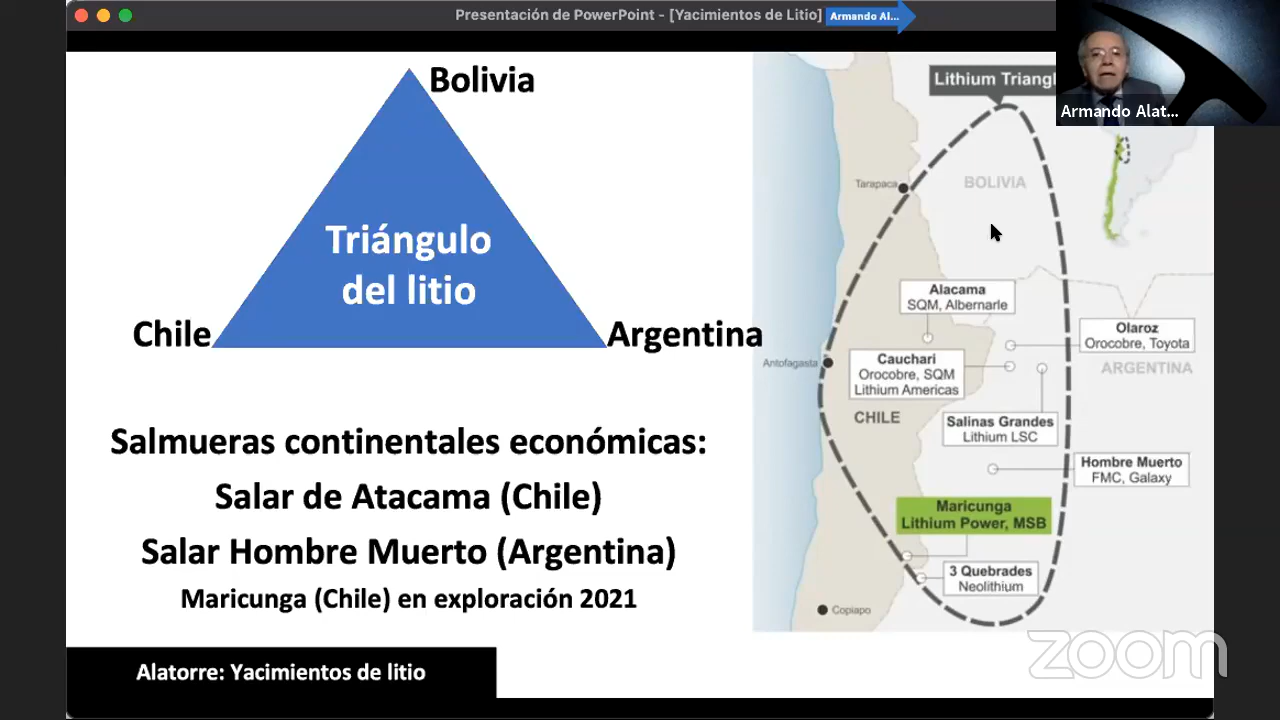 Presentación de PowerPoint - [Yacimientos de Litio]
Armando Al...
Armando Alat...
Bolivia
Triángulo
del litio
Chile
Argentina
Salmueras continentales económicas:
Salar de Atacama (Chile)
Salar Hombre Muerto (Argentina)
Maricunga (Chile) en exploración 2021
Alatorre: Yacimientos de litio
Lithium Triangl
Tarapaca
BOLIVIA
Alacama
SQM, Albernarle
Olaroz
Orocobre, Toyota
Antofagasta
Cauchari
Orocobre, SQM
Lithium Americas
ARGENTINA
CHILE
Salinas Grandes
Lithium LSC
Hombre Muerto
FMC, Galaxy
Maricunga
Lithium Power, MSB
3 Quebrades
Neolithium
Copiapo
zoom